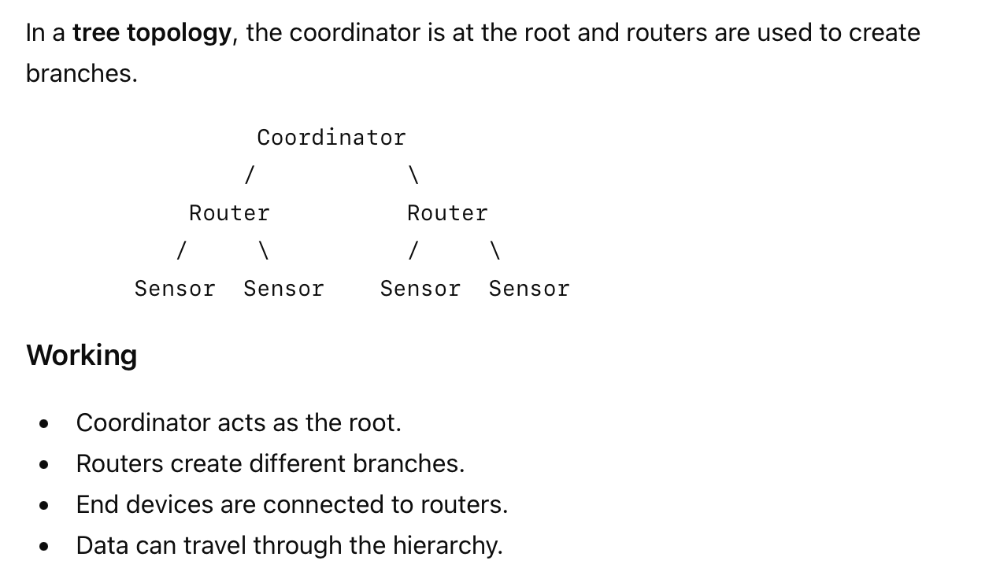 In a tree topology, the coordinator is at the root and routers are used to create
branches.
Coordinator
/ \
Router Router
/ \ / \
Sensor Sensor Sensor Sensor
Working
• Coordinator acts as the root.
• Routers create different branches.
• End devices are connected to routers.
• Data can travel through the hierarchy.